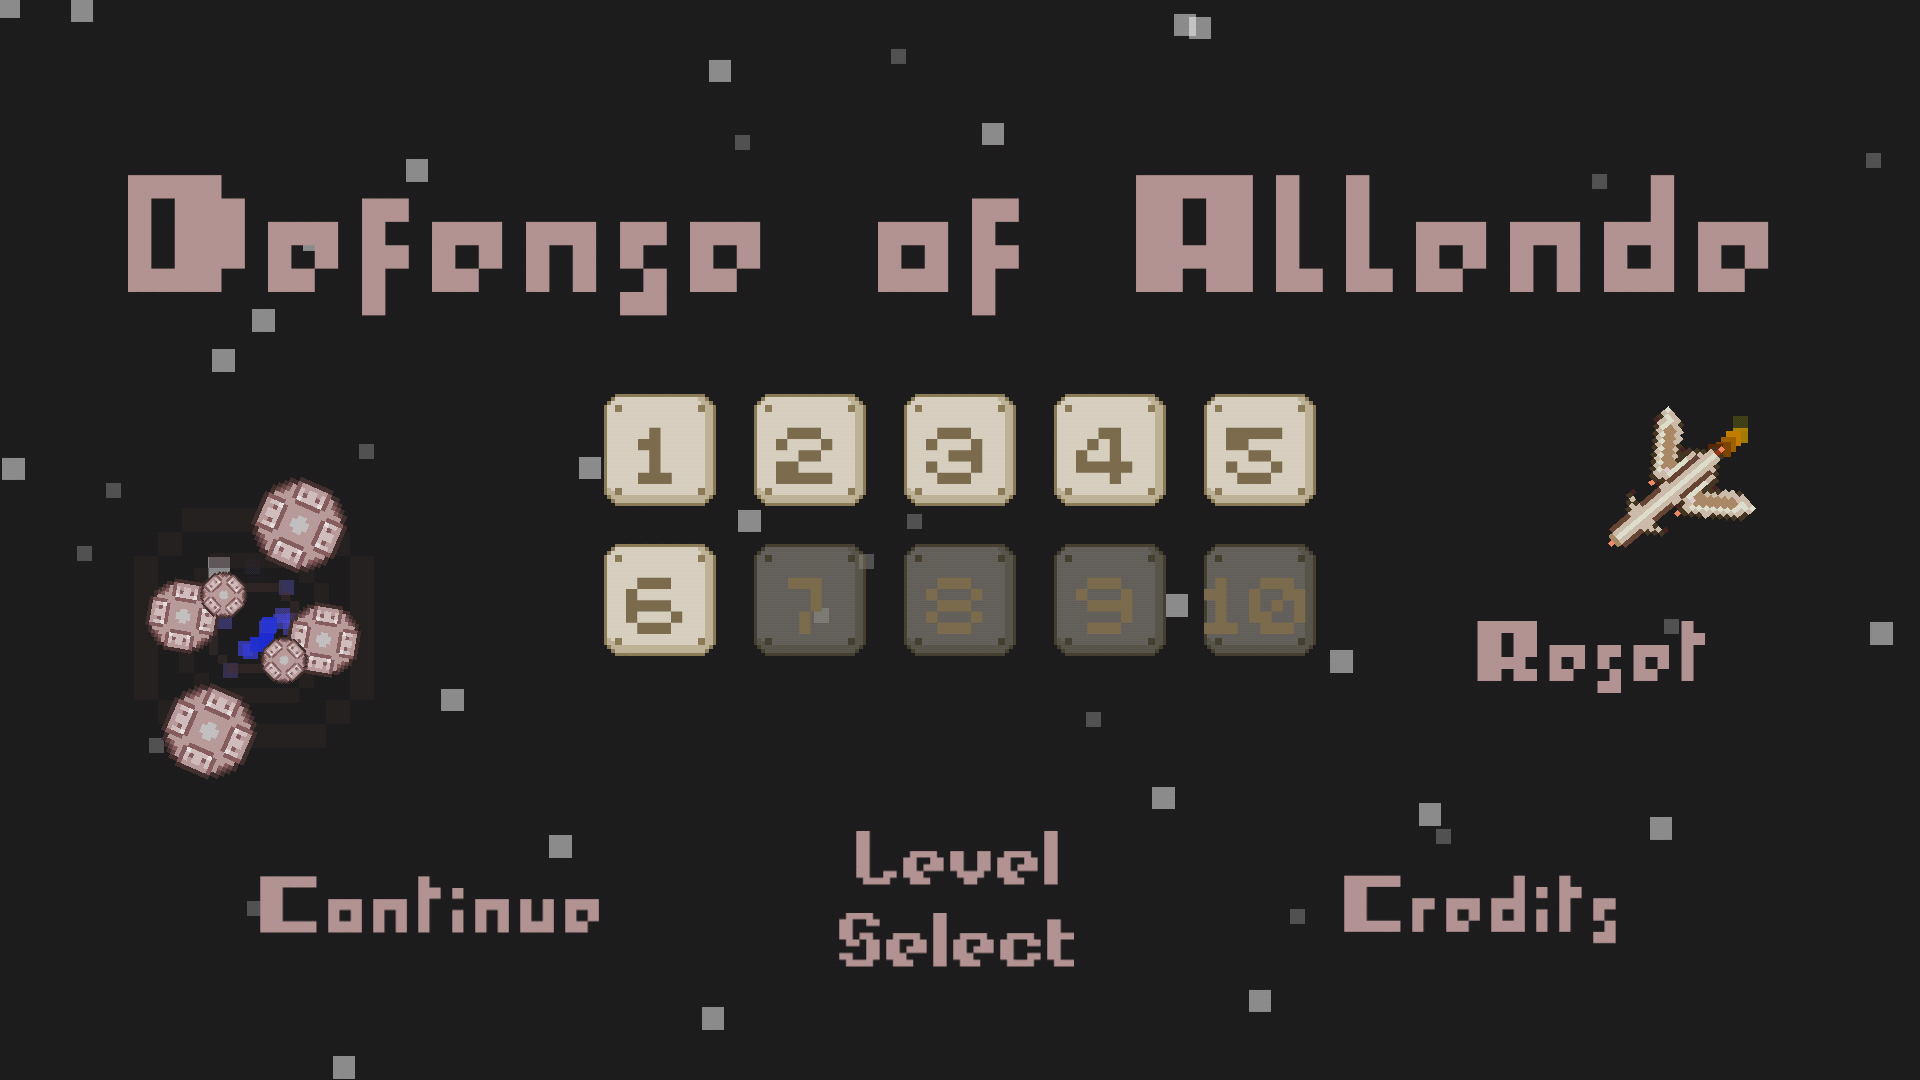 Defense of Allende
1 2 3 4 5
6 7 8 9 10
Reset
Level
Select
Continue
Credits